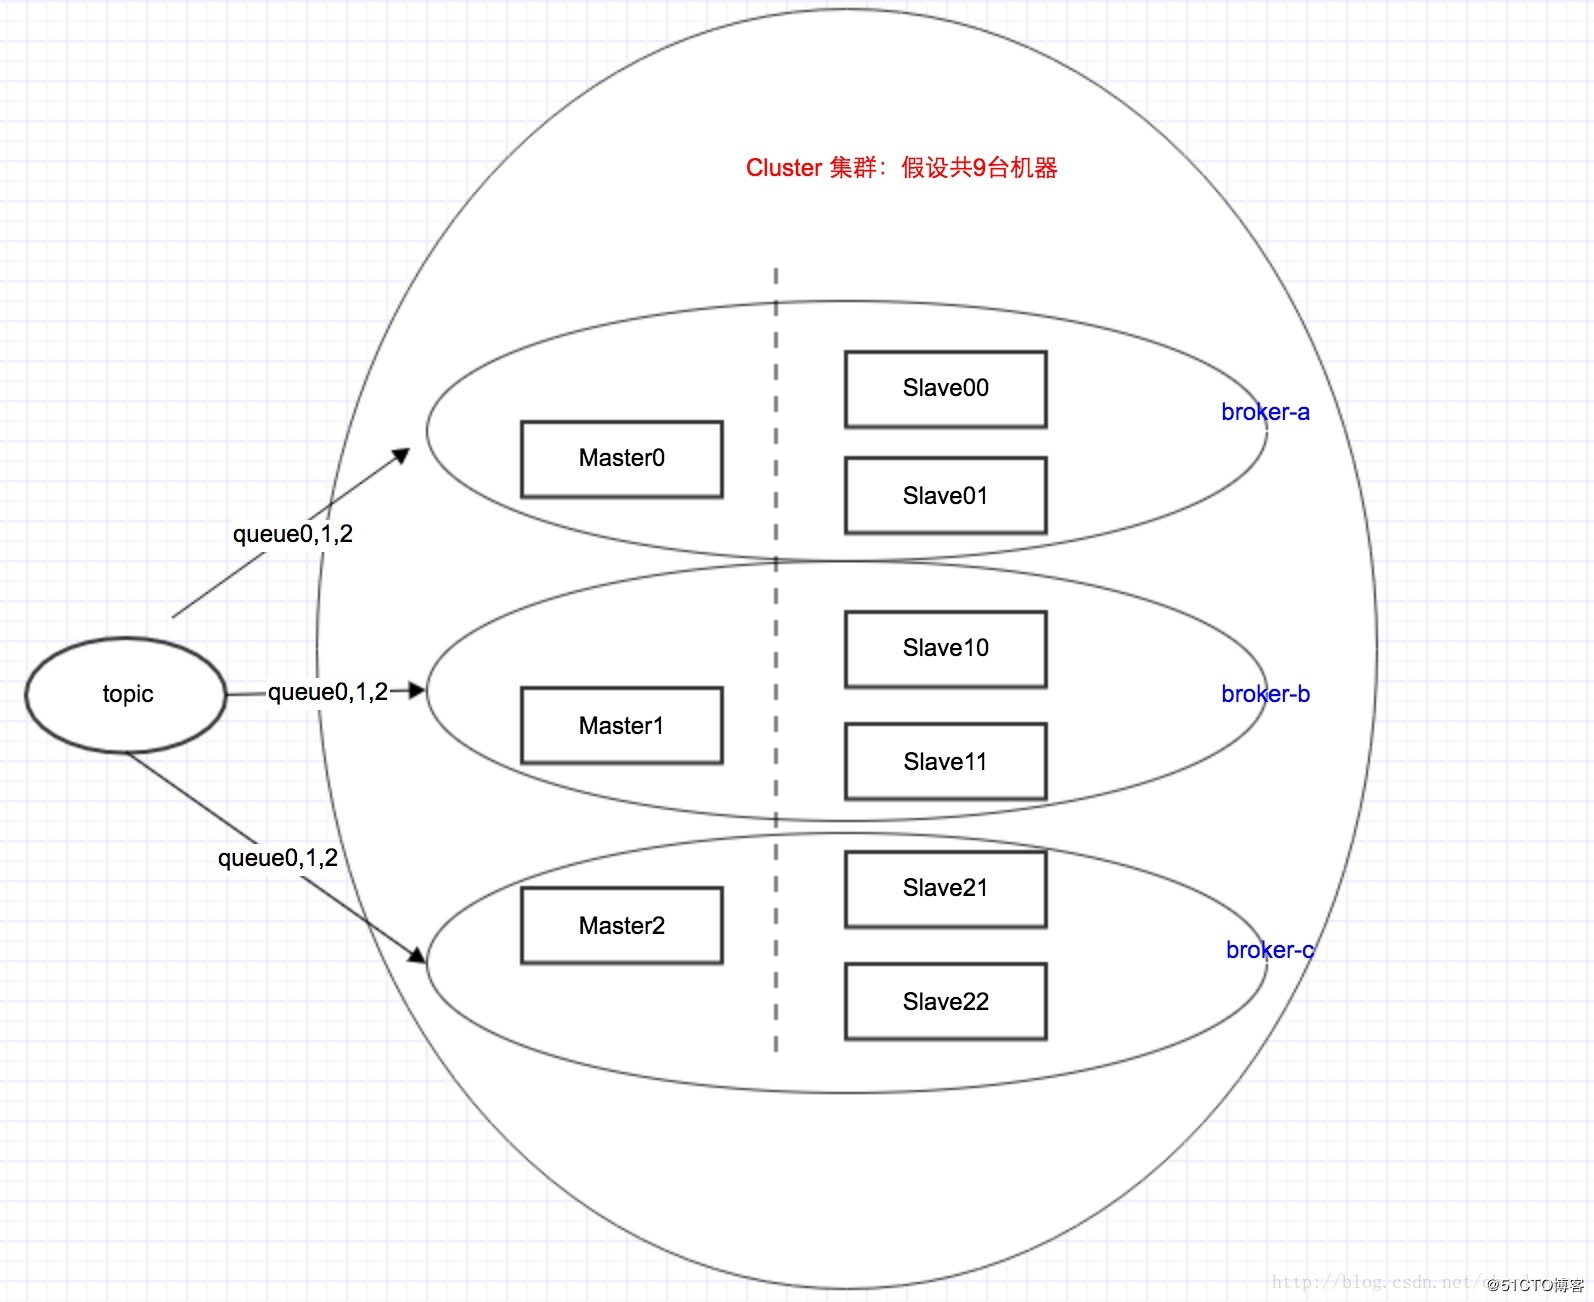 Cluster 集群：假设共9台机器
Slave00
broker-a
Master0
Slave01
queue0,1,2
Slave10
topic
queue0,1,2
broker-b
Master1
Slave11
queue0,1,2
Slave21
Master2
broker-c
Slave22
http://blog.csdn.net/
@51CTO博客